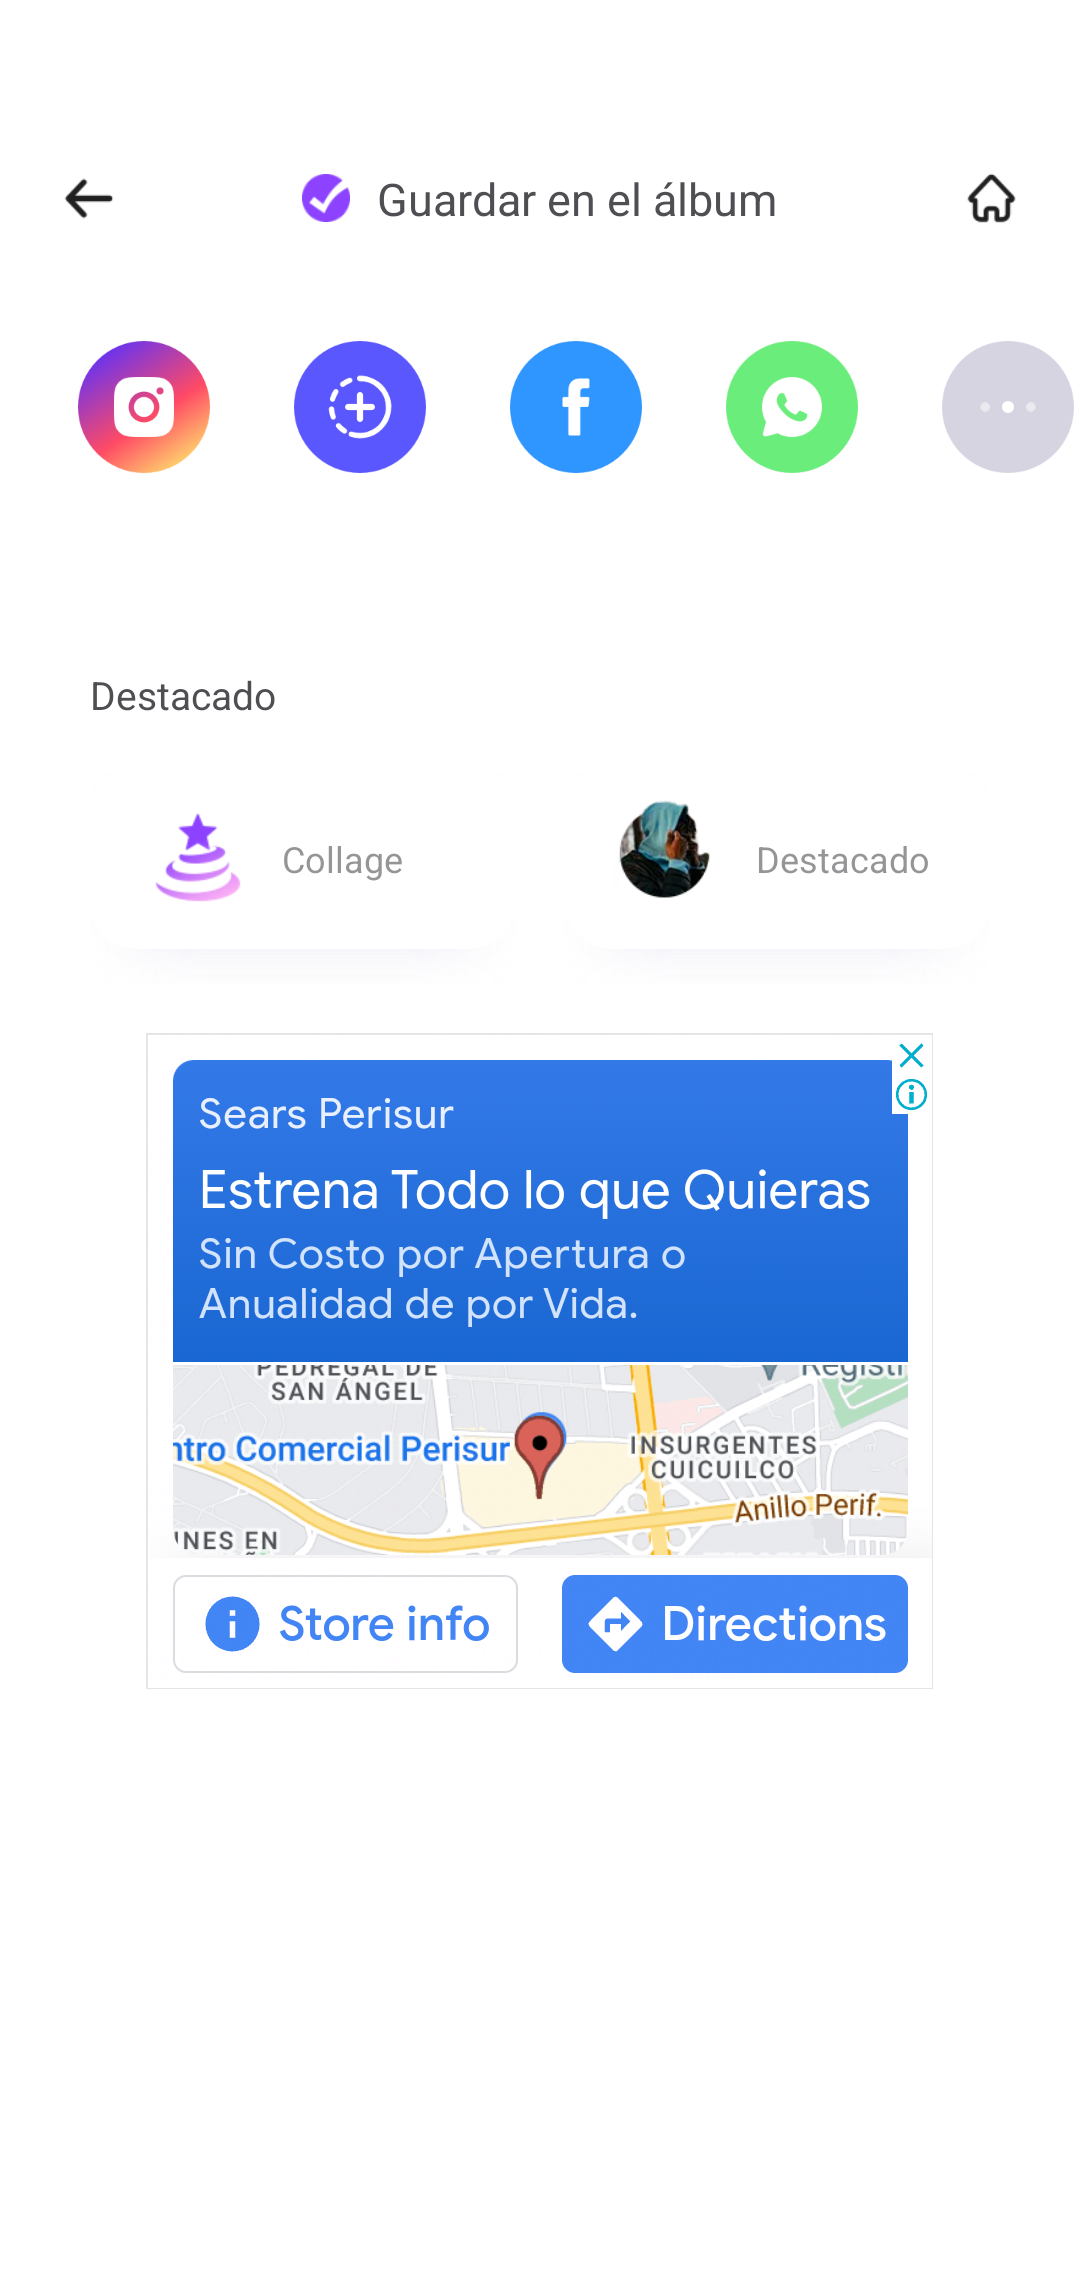 Guardar en el álbum
Destacado
Collage
Destacado
Sears Perisur
Estrena Todo lo que Quieras
Sin Costo por Apertura o
Anualidad de por Vida.
PEDREGAL DE
SAN ÁNGEL
ntro Comercial Perisur
INSURGENTES
CUICUILCO
Anillo Perif.
INES EN
Store info
Directions